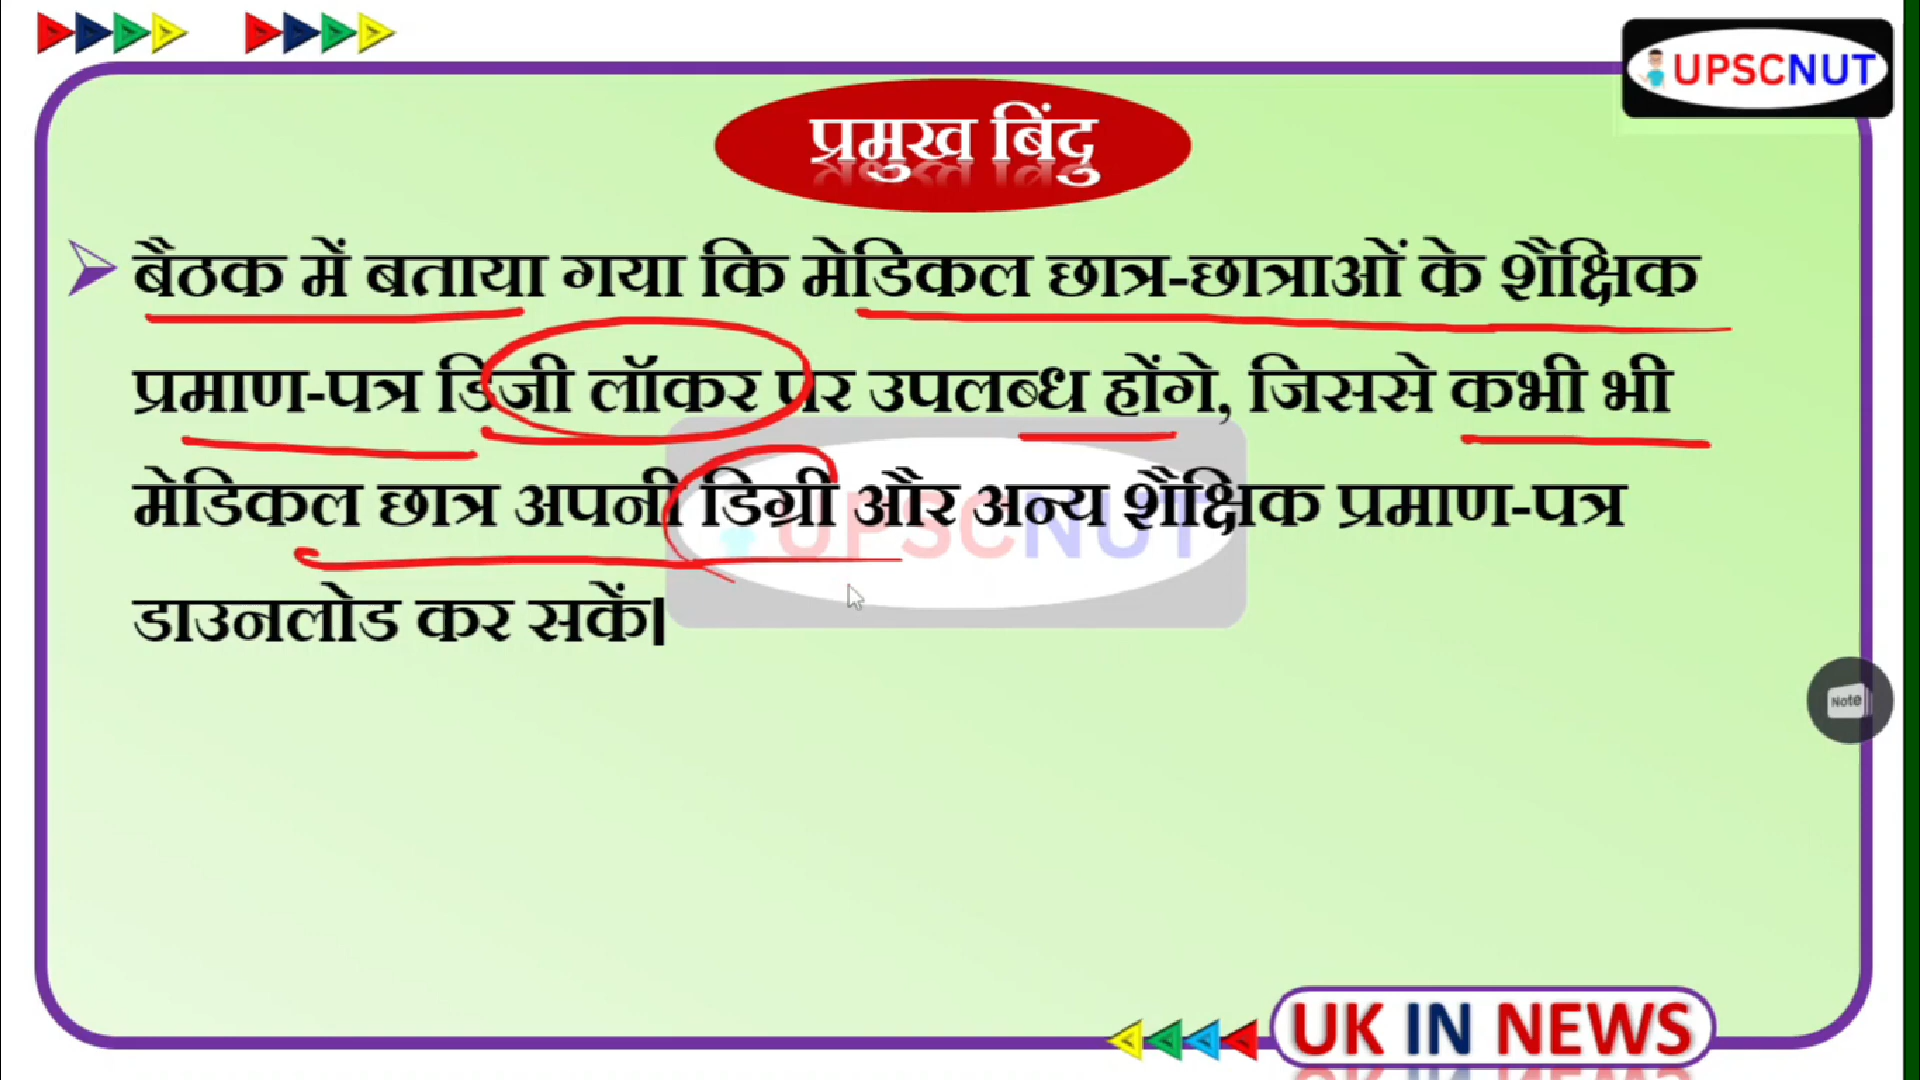 UPSCNUT
प्रमुख बिंदु
बैठक में बताया गया कि मेडिकल छात्र-छात्राओं के शैक्षिक
प्रमाण-पत्र डिजी लॉकर पर उपलब्ध होंगे, जिससे कभी भी
मेडिकल छात्र अपनी डिग्री और अन्य शैक्षिक प्रमाण-पत्र
डाउनलोड कर सकें।
UPSCNUT
Note
UK IN NEWS